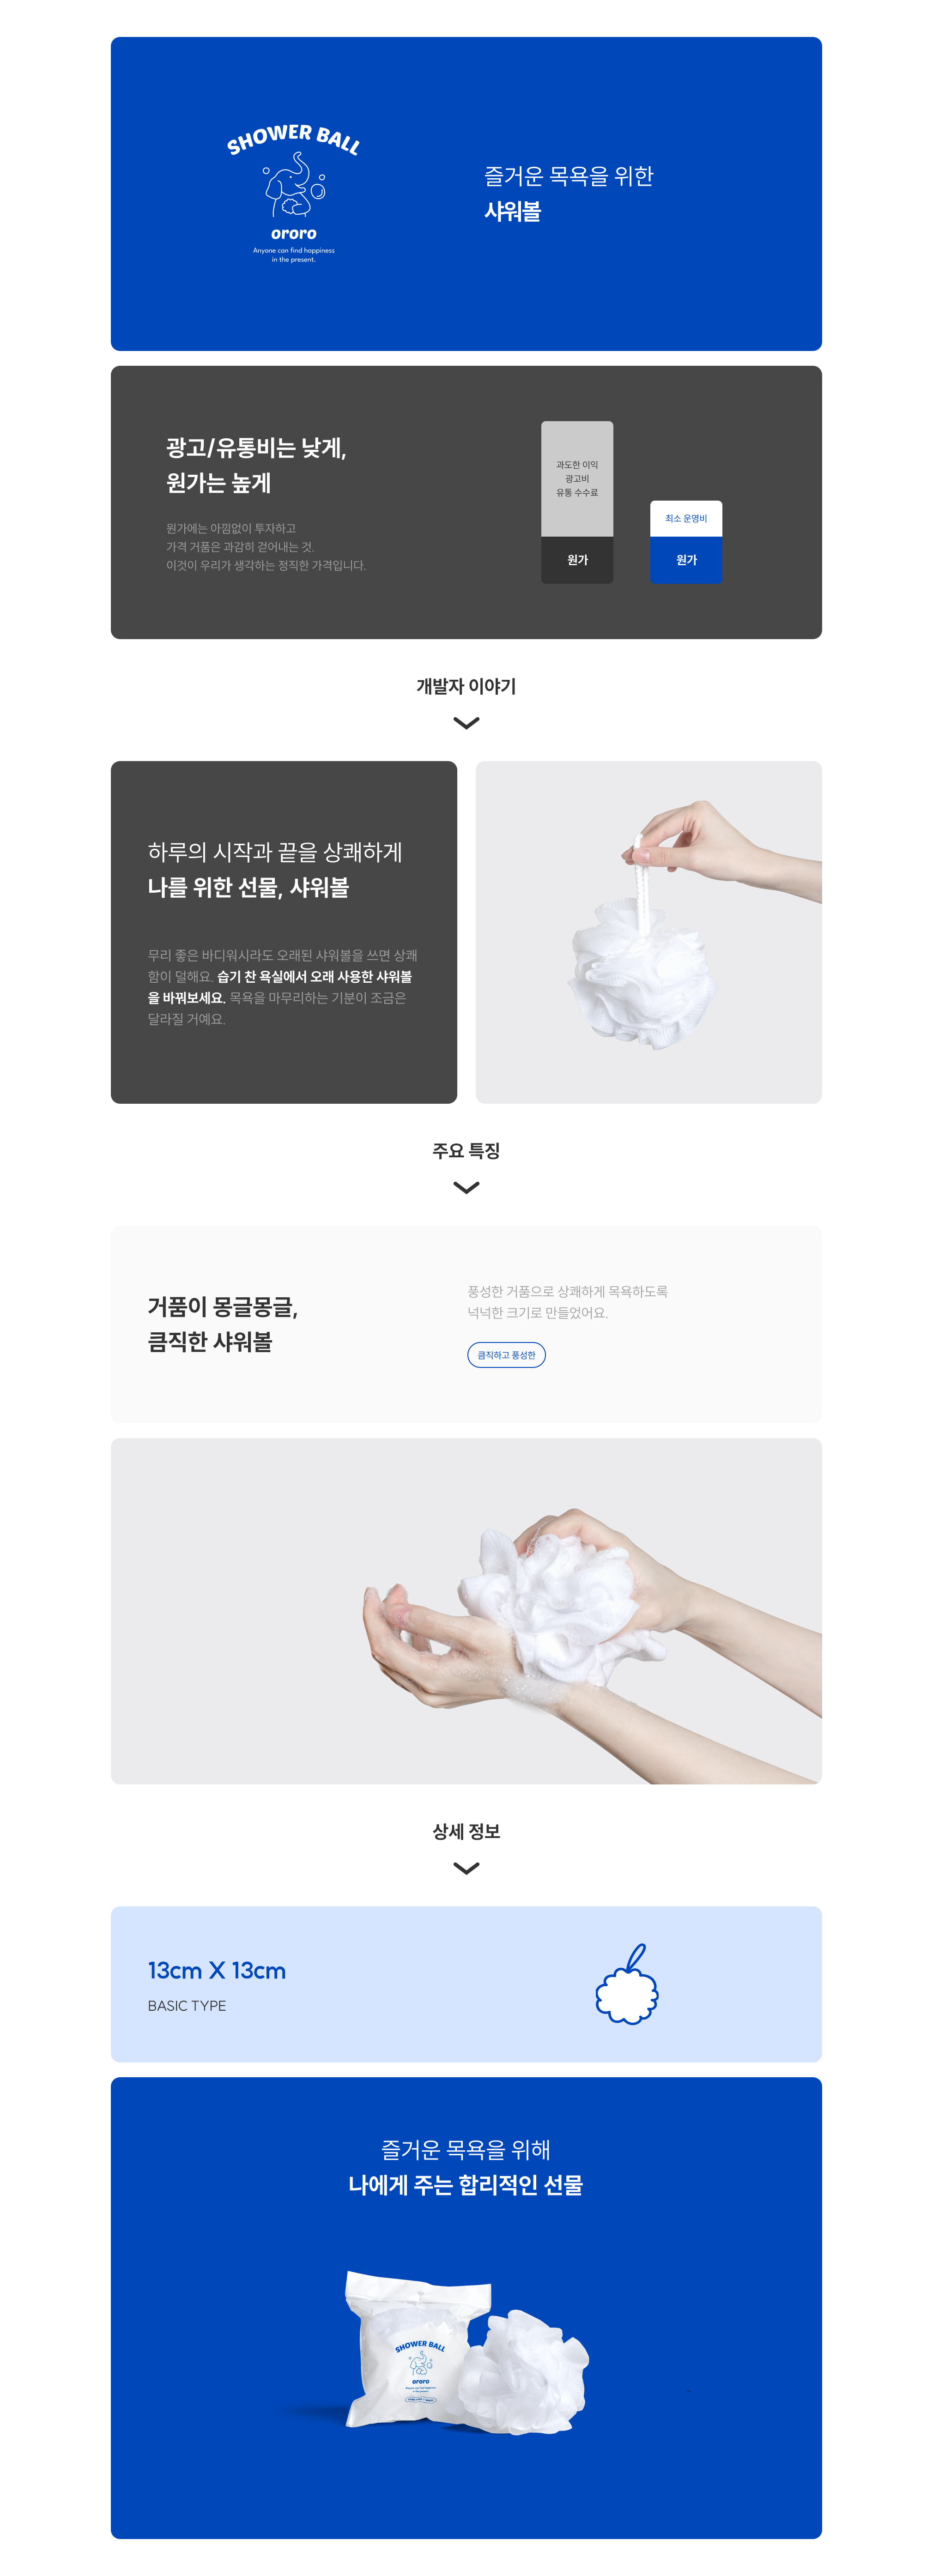 SHOWER BALL
ororo
Anyone can find happiness
in the present.
즐거운 목욕을 위한
샤워볼
광고/유통비는 낮게,
원가는 높게
원가에는 아낌없이 투자하고
가격 거품은 과감히 걷어내는 것.
이것이 우리가 생각하는 정직한 가격입니다.
과도한 이익
광고비
유통 수수료
원가
최소 운영비
원가
개발자 이야기
하루의 시작과 끝을 상쾌하게
나를 위한 선물, 샤워볼
무리 좋은 바디워시라도 오래된 샤워볼을 쓰면 상쾌
함이 덜해요. 습기 찬 욕실에서 오래 사용한 샤워볼
을 바꿔보세요. 목욕을 마무리하는 기분이 조금은
달라질 거예요.
주요 특징
거품이 몽글몽글,
큼직한 샤워볼
풍성한 거품으로 상쾌하게 목욕하도록
넉넉한 크기로 만들었어요.
큼직하고 풍성한
상세 정보
13cm X 13cm
BASIC TYPE
즐거운 목욕을 위해
나에게 주는 합리적인 선물
SHOWER BALL
ororo
Anyone can find happiness
in the present.